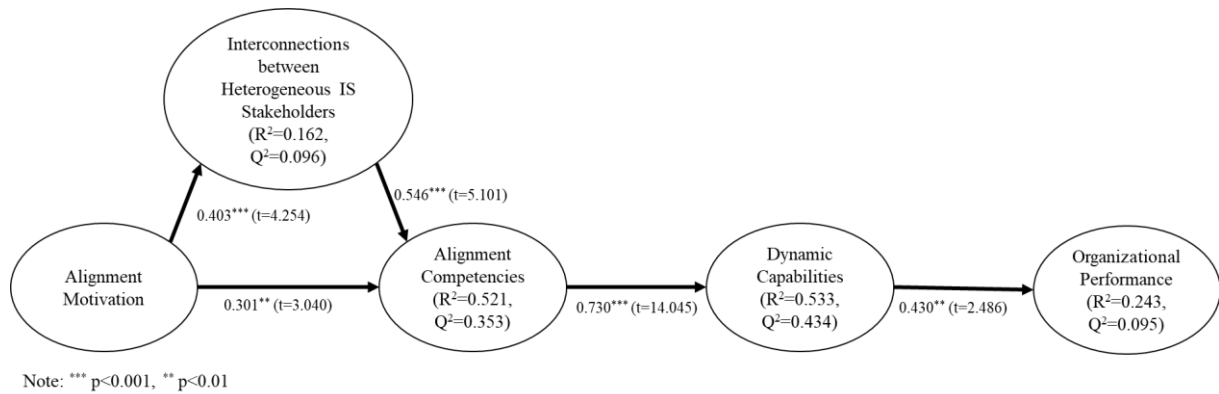 Interconnections
between
Heterogeneous IS
Stakeholders
(R²=0.162,
Q²=0.096)
0.403*** (t=4.254)
0.546*** (t=5.101)
Alignment
Motivation
0.301** (t=3.040)
Alignment
Competencies
(R²=0.521,
Q²=0.353)
0.730*** (t=14.045)
Dynamic
Capabilities
(R²=0.533,
Q²=0.434)
0.430** (t=2.486)
Organizational
Performance
(R²=0.243,
Q²=0.095)
Note: *** p<0.001, ** p<0.01